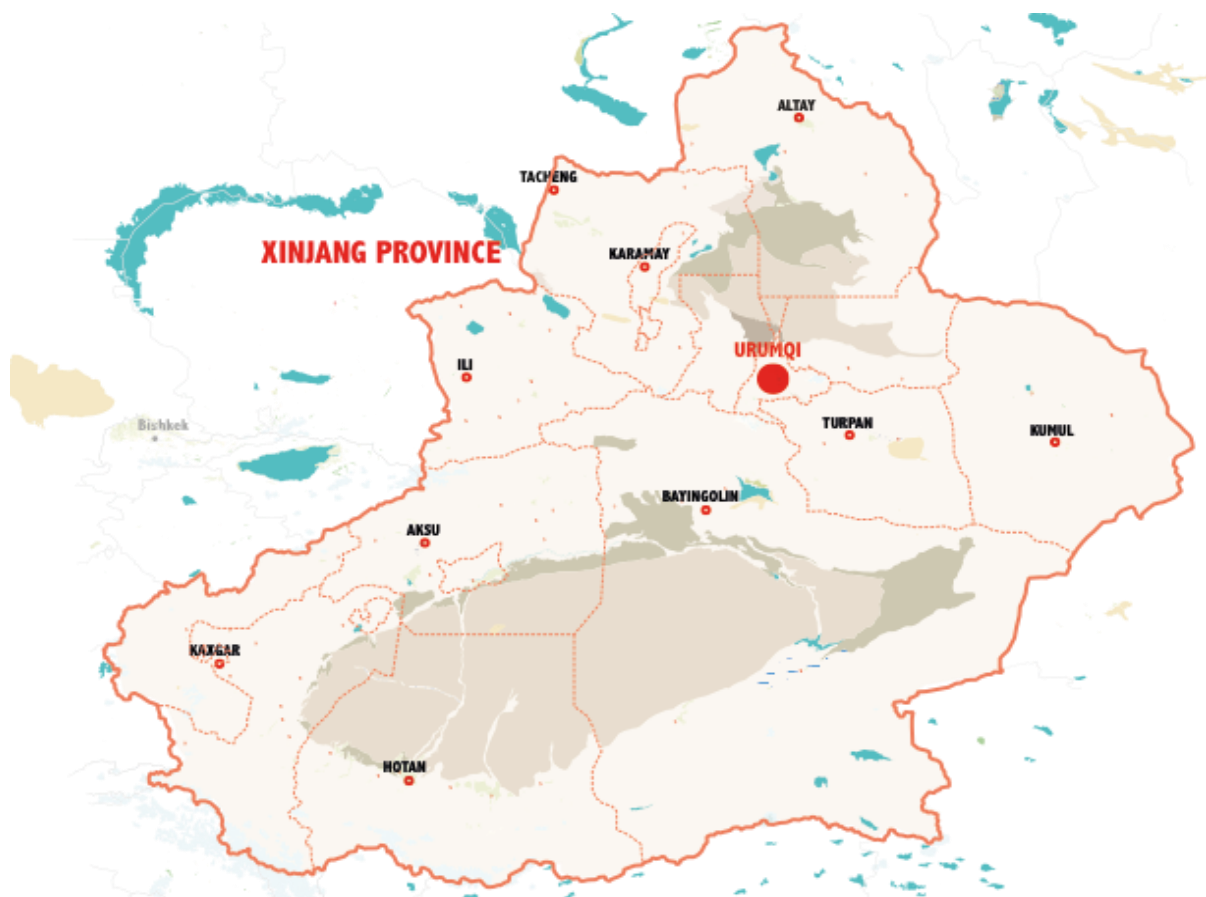 ALTAY
TACHENG
XINJANG PROVINCE
KARAMAY
URUMQI
ILI
Bishkek
TURPAN
KUMUL
BAYINGOLIN
AKSU
KAXGAR
HOTAN